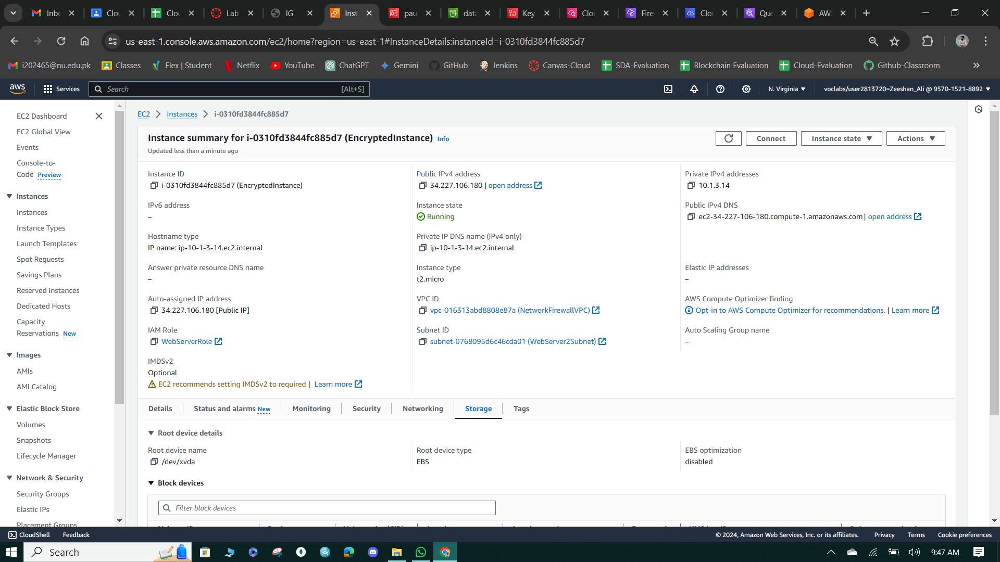 Inbo
Clou
Clou
Lab
IG
Inst
pau
data
Key
Clou
Fire
Clou
Que
AWS
us-east-1.console.aws.amazon.com/ec2/home?region=us-east-1#InstanceDetails:instanceId=i-0310fd3844fc885d7
i202465@nu.edu.pk
Classes
Flex | Student
Netflix
YouTube
ChatGPT
Gemini
GitHub
Jenkins
Canvas-Cloud
SDA-Evaluation
Blockchain Evaluation
Cloud-Evaluation
Github-Classroom
aws
Services
Search
[Alt+S]
N. Virginia
voclabs/user2813720=Zeeshan_Ali @ 9570-1521-8892
EC2 Dashboard
EC2 Global View
Events
Console-to-
Code Preview
Instances
Instances
Instance Types
Launch Templates
Spot Requests
Savings Plans
Reserved Instances
Dedicated Hosts
Capacity
Reservations New
Images
AMIs
AMI Catalog
Elastic Block Store
Volumes
Snapshots
Lifecycle Manager
Network & Security
Security Groups
Elastic IPs
Placement Groups
EC2
Instances
i-0310fd3844fc885d7
Instance summary for i-0310fd3844fc885d7 (EncryptedInstance) Info
Updated less than a minute ago
Connect
Instance state
Actions
Instance ID
i-0310fd3844fc885d7 (EncryptedInstance)
Public IPv4 address
34.227.106.180 | open address
Private IPv4 addresses
10.1.3.14
IPv6 address
–
Instance state
Running
Public IPv4 DNS
ec2-34-227-106-180.compute-1.amazonaws.com | open address
Hostname type
IP name: ip-10-1-3-14.ec2.internal
Private IP DNS name (IPv4 only)
ip-10-1-3-14.ec2.internal
Answer private resource DNS name
–
Instance type
t2.micro
Elastic IP addresses
–
Auto-assigned IP address
34.227.106.180 [Public IP]
VPC ID
vpc-016313abd8808e87a (NetworkFirewallVPC)
AWS Compute Optimizer finding
Opt-in to AWS Compute Optimizer for recommendations. | Learn more
IAM Role
WebServerRole
Subnet ID
subnet-0768095d6c46cda01 (WebServer2Subnet)
Auto Scaling Group name
–
IMDSv2
Optional
EC2 recommends setting IMDSv2 to required | Learn more
Details
Status and alarms New
Monitoring
Security
Networking
Storage
Tags
Root device details
Root device name
/dev/xvda
Root device type
EBS
EBS optimization
disabled
Block devices
Filter block devices
CloudShell
Feedback
© 2024, Amazon Web Services, Inc. or its affiliates.
Privacy
Terms
Cookie preferences
Search
9:47 AM